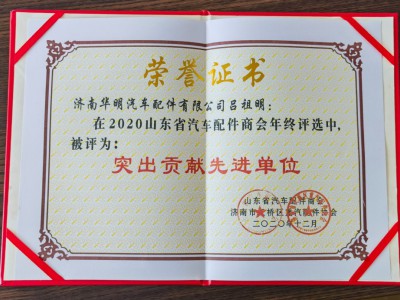 荣誉证书
济南华明汽车配件有限公司吕祖明：
在2020山东省汽车配件商会年终评选中，
被评为：
突出贡献先进单位
山东省汽车配件商会
济南市天桥区汽车配件协会
二〇二〇年十二月